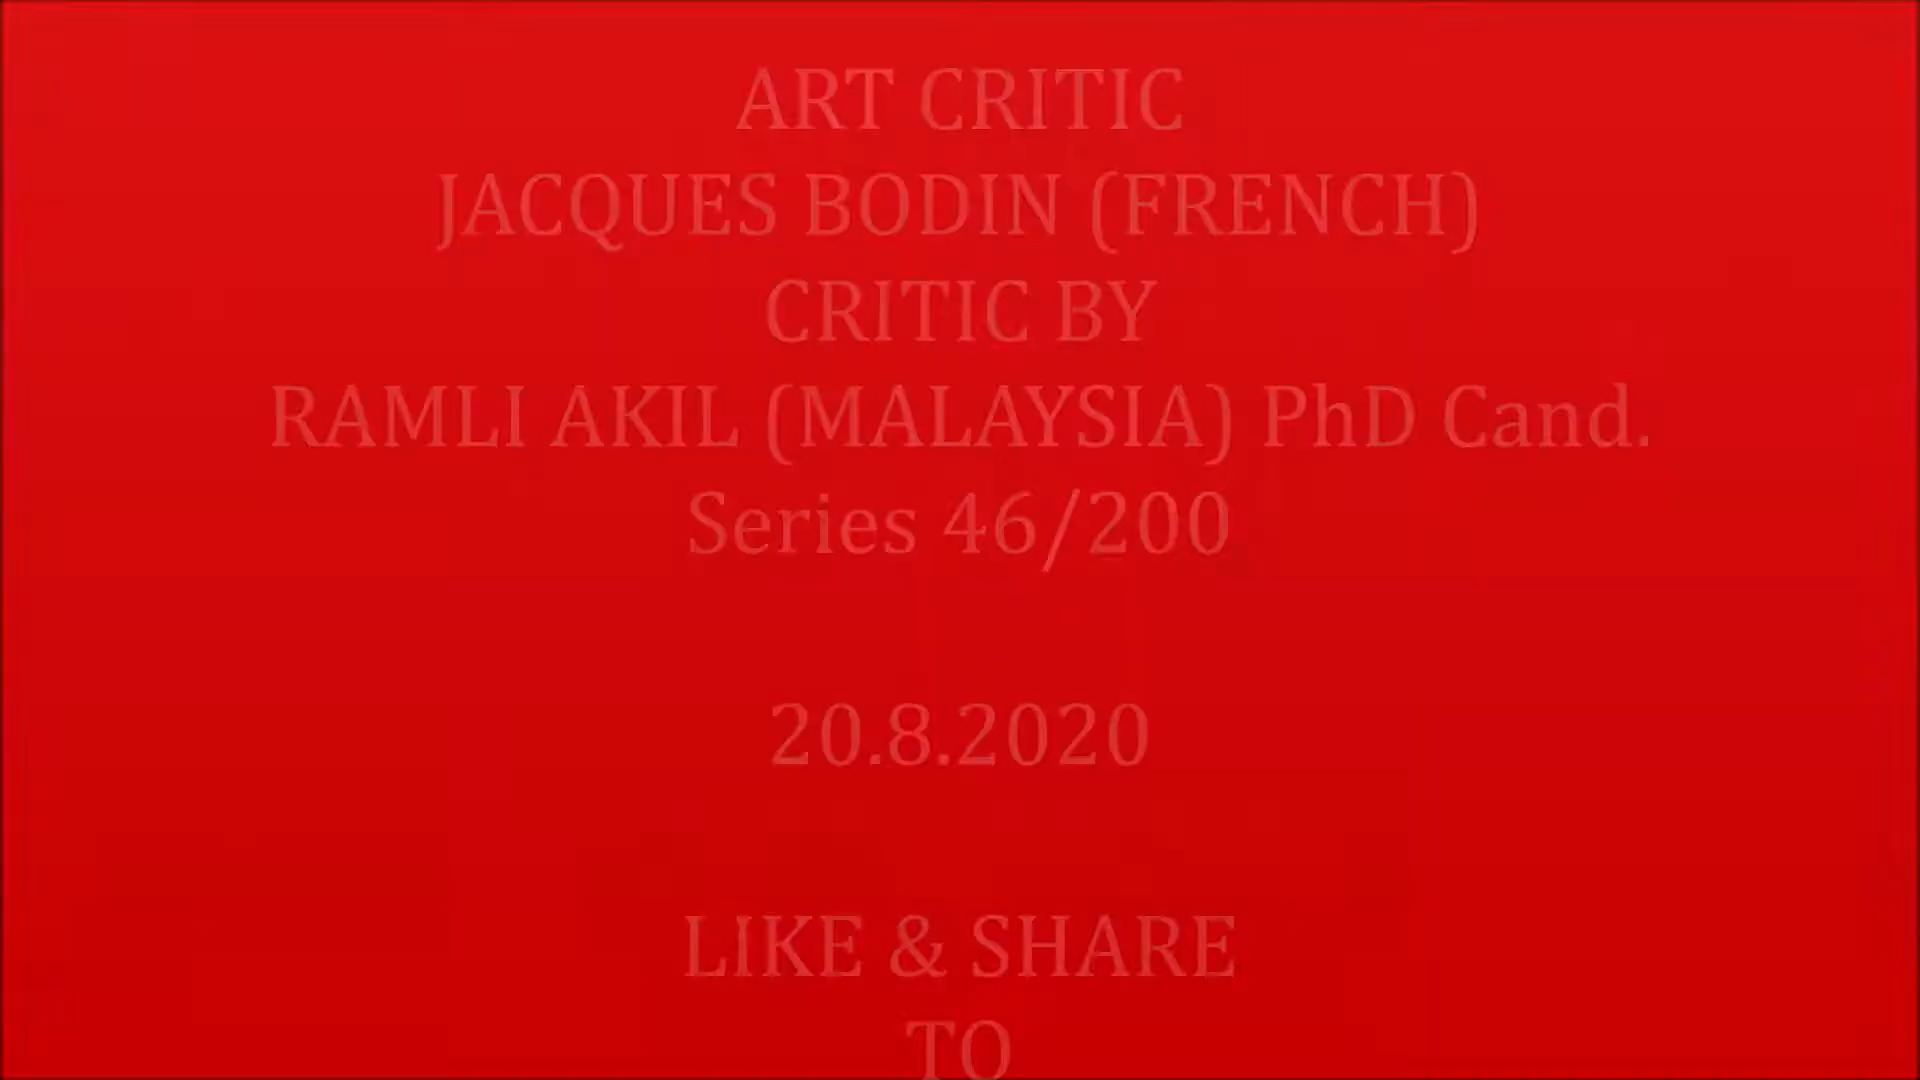 ART CRITIC
JACQUES BODIN (FRENCH)
CRITIC BY
RAMLI AKIL (MALAYSIA) PhD Cand.
Series 46/200
20.8.2020
LIKE & SHARE
TO